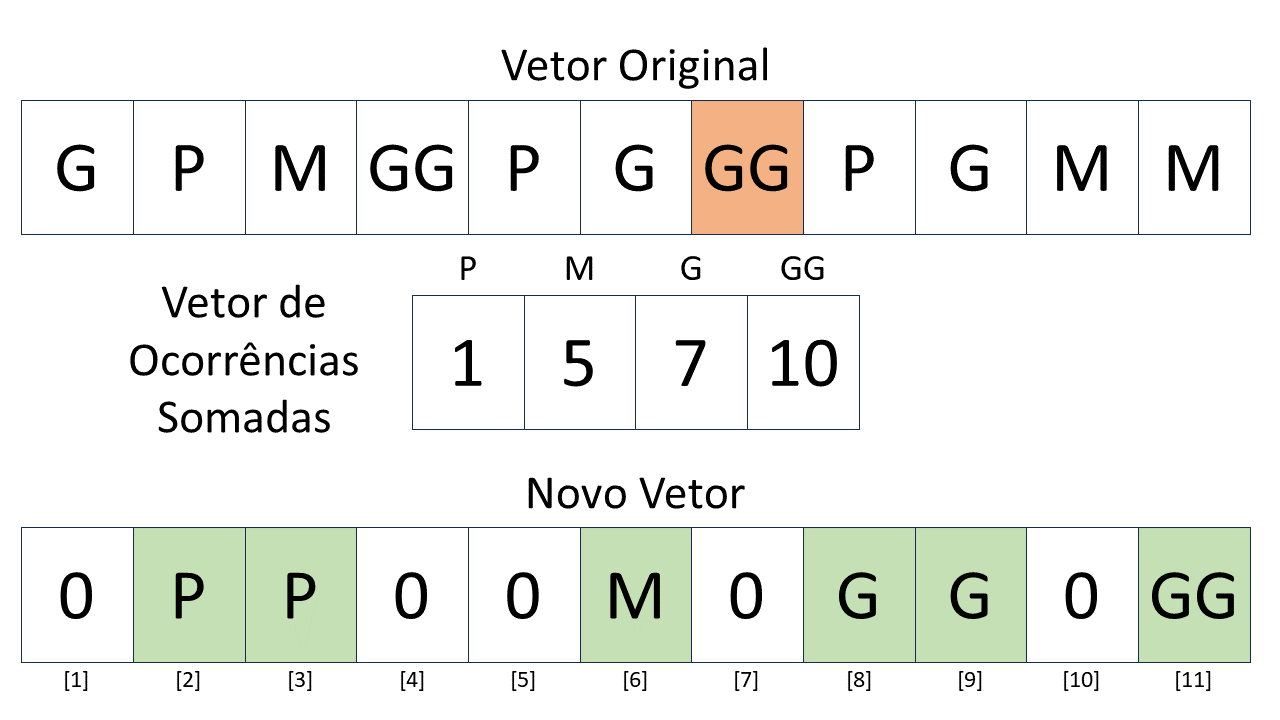 Vetor Original
G P M GG P G GG P G M M
P M G GG
Vetor de
Ocorrências
Somadas
1 5 7 10
Novo Vetor
0 P P 0 0 M 0 G G 0 GG
[1] [2] [3] [4] [5] [6] [7] [8] [9] [10] [11]